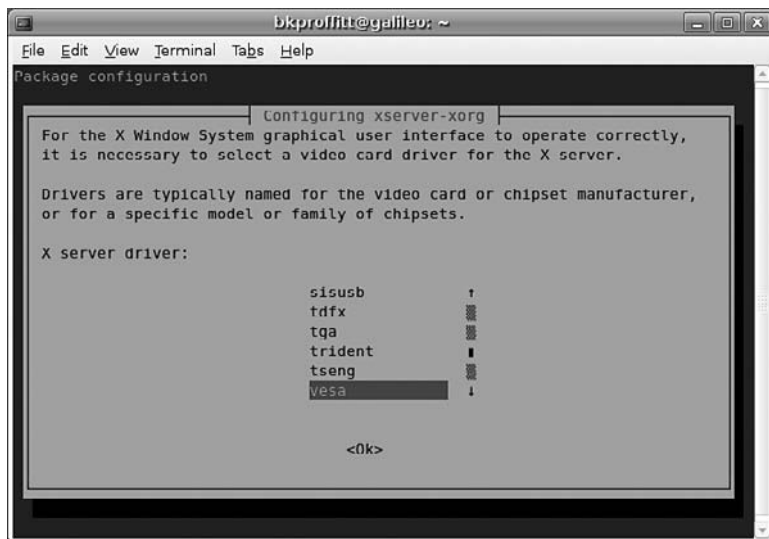 bkproffitt@galileo: ~
File Edit View Terminal Tabs Help
Package configuration
Configuring xserver-xorg
For the X Window System graphical user interface to operate correctly,
it is necessary to select a video card driver for the X server.
Drivers are typically named for the video card or chipset manufacturer,
or for a specific model or family of chipsets.
X server driver:
sisusb
tdfx
tga
trident
tseng
vesa
<Ok>